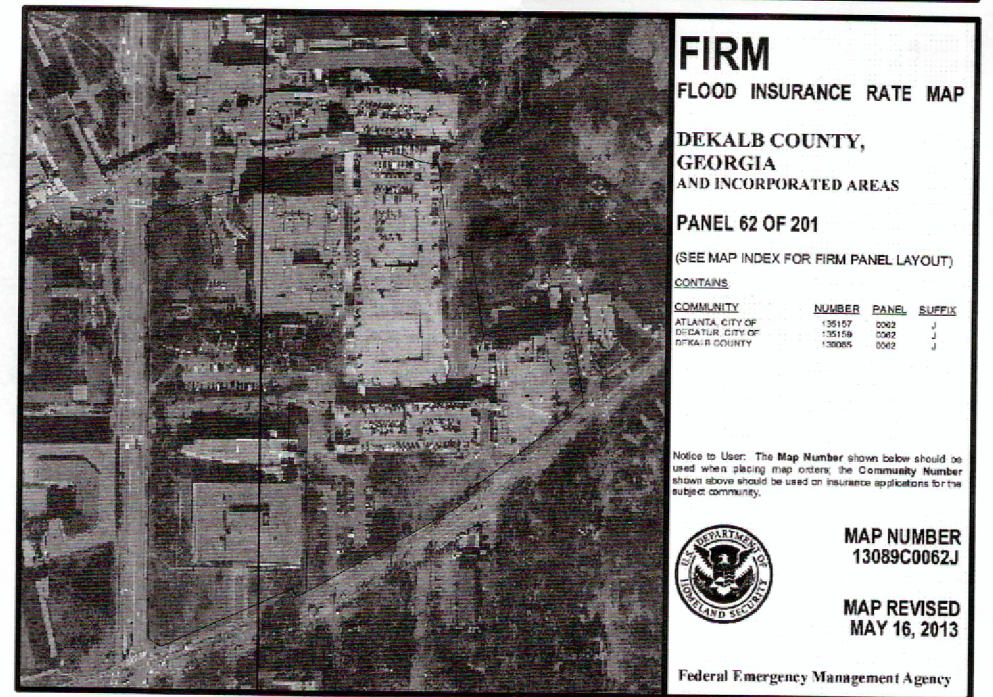 FIRM
FLOOD INSURANCE RATE MAP
DEKALB COUNTY,
GEORGIA
AND INCORPORATED AREAS
PANEL 62 OF 201
(SEE MAP INDEX FOR FIRM PANEL LAYOUT)
CONTAINS
COMMUNITY NUMBER PANEL SUFFIX
ATLANTA, CITY OF 135157 0062 J
DECATUR, CITY OF 135159 0062 J
DEKALB COUNTY 130065 0062 J
Notice to User: The Map Number shown below should be
used when placing map orders; the Community Number
shown above should be used on insurance applications for the
subject community.
U.S. DEPARTMENT OF HOMELAND SECURITY
MAP NUMBER
13089C0062J
MAP REVISED
MAY 16, 2013
Federal Emergency Management Agency